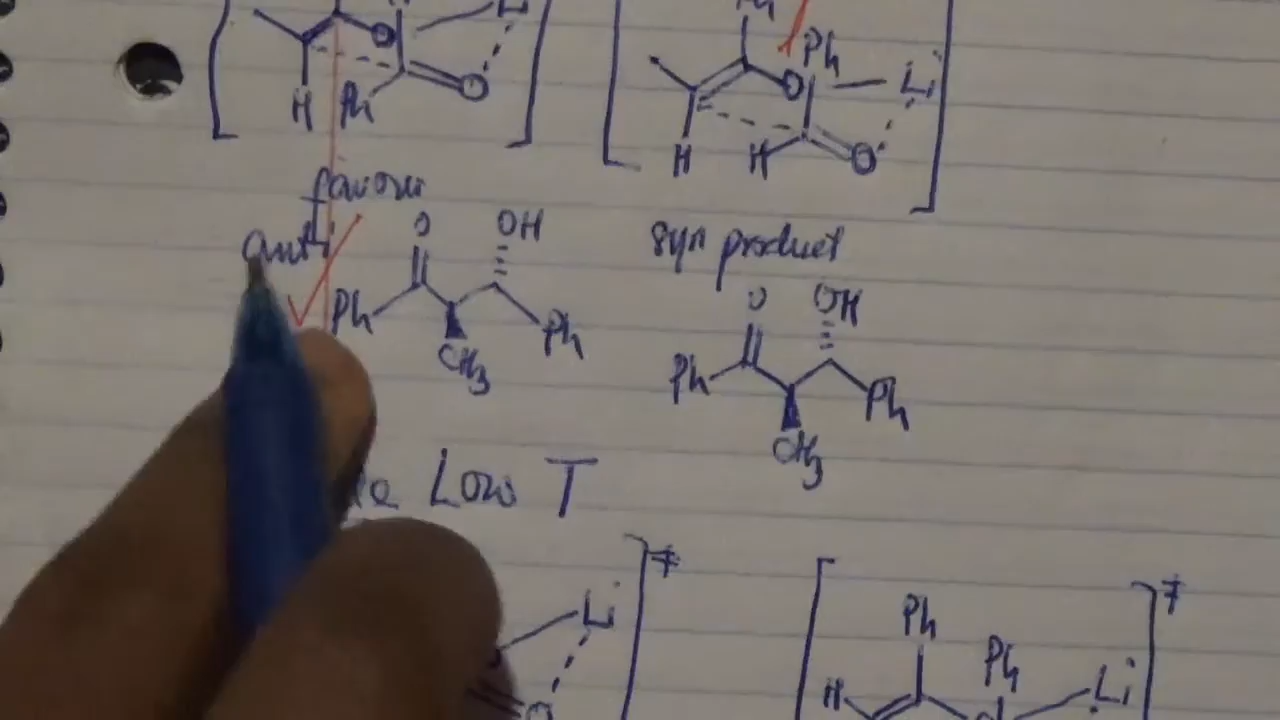 O Li
H Ph O
Ph
O Li
H H O
favour
anti
O OH
Ph Ph
CH3
syn product
O OH
Ph Ph
CH3
Low T
Li ‡
O
Ph ‡
Ph
H Li